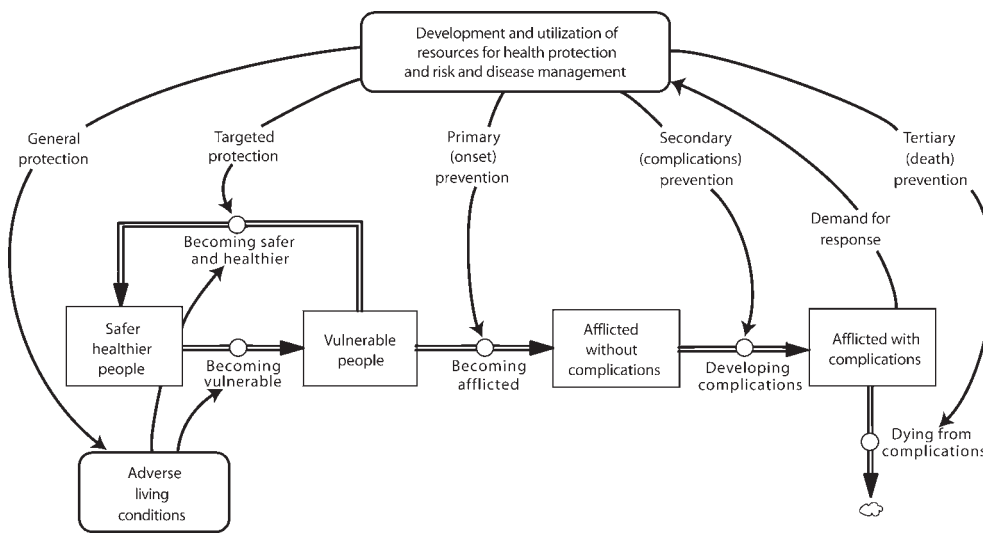 Development and utilization of
resources for health protection
and risk and disease management
General
protection
Targeted
protection
Primary
(onset)
prevention
Secondary
(complications)
prevention
Tertiary
(death)
prevention
Demand for
response
Becoming safer
and healthier
Safer
healthier
people
Becoming
vulnerable
Vulnerable
people
Becoming
afflicted
Afflicted
without
complications
Developing
complications
Afflicted with
complications
Dying from
complications
Adverse
living
conditions